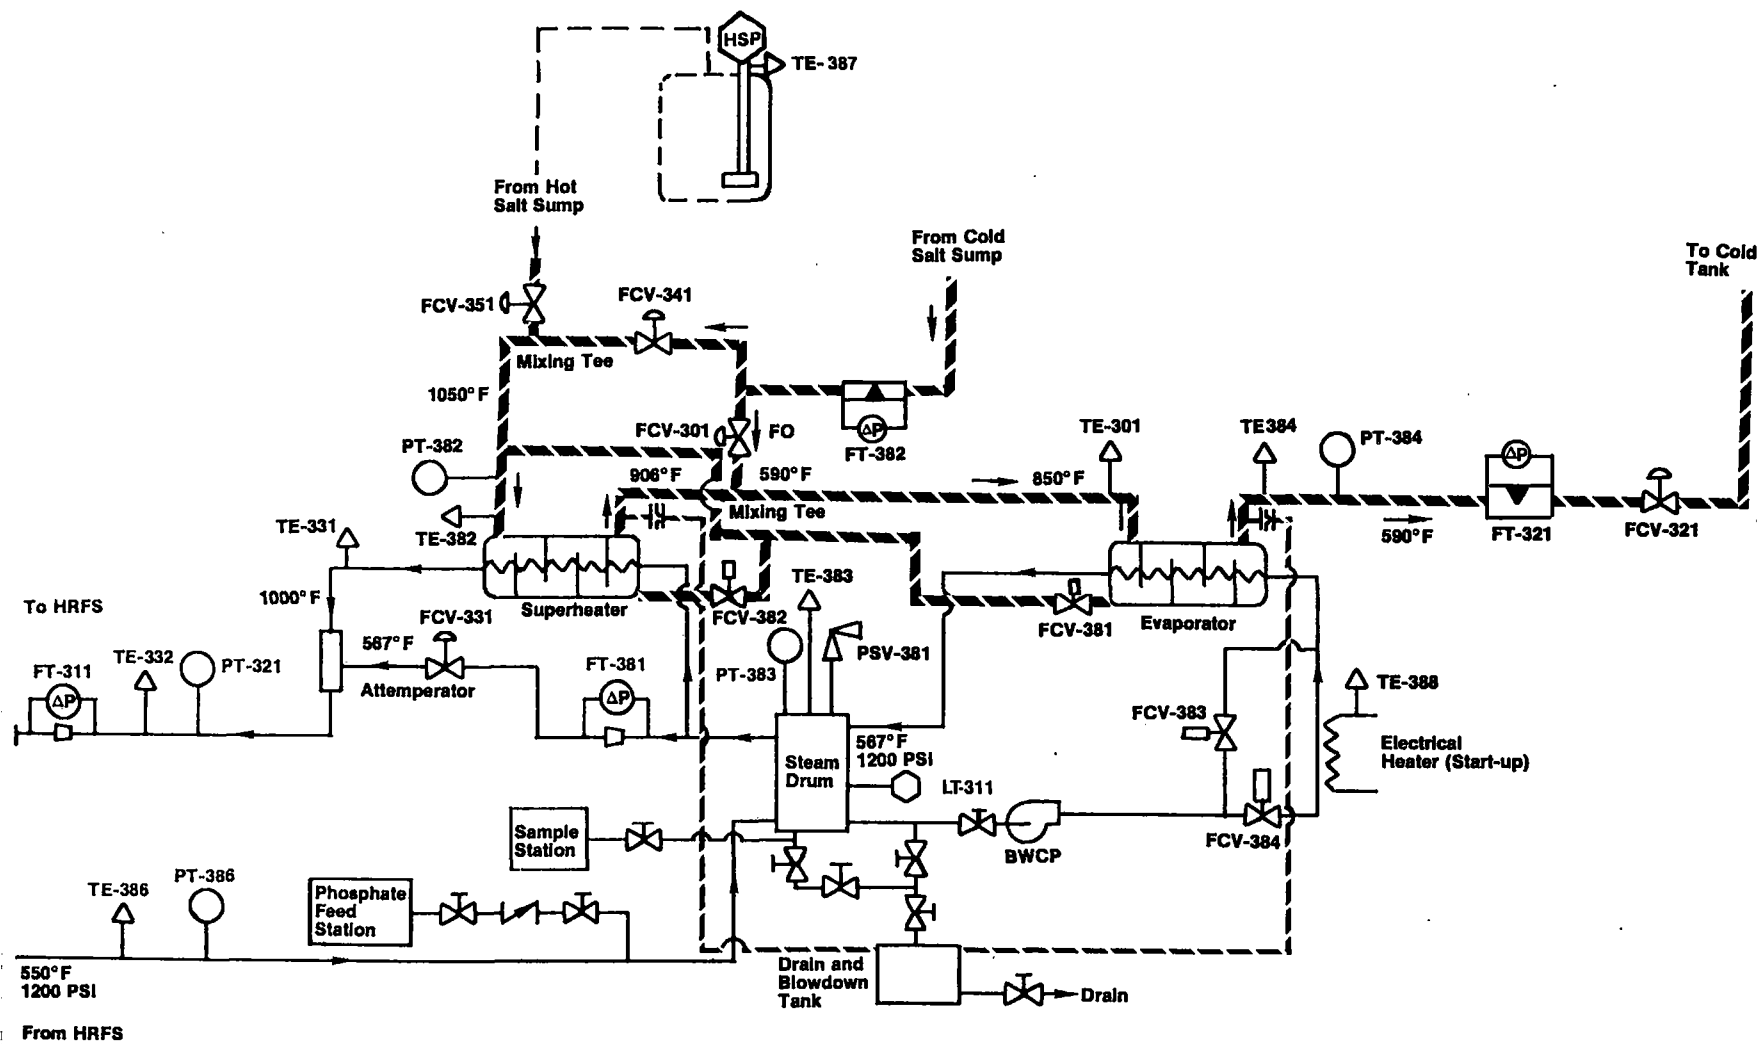 HSP
TE-387
From Hot
Salt Sump
From Cold
Salt Sump
To Cold
Tank
FCV-351
FCV-341
Mixing Tee
1050°F
FCV-301
FO
ΔP
FT-382
PT-382
906°F
590°F
850°F
TE-301
TE384
PT-384
ΔP
Mixing Tee
TE-331
TE-382
590°F
FT-321
FCV-321
1000°F
Superheater
TE-383
FCV-382
FCV-381
Evaporator
To HRFS
FCV-331
567°F
Attemperator
FT-311
ΔP
TE-332
PT-321
FT-381
ΔP
PT-383
PSV-381
TE-388
FCV-383
Electrical
Heater (Start-up)
567°F
1200 PSI
Steam
Drum
LT-311
BWCP
FCV-384
Sample
Station
TE-386
PT-386
Phosphate
Feed
Station
550°F
1200 PSI
Drain and
Blowdown
Tank
Drain
From HRFS